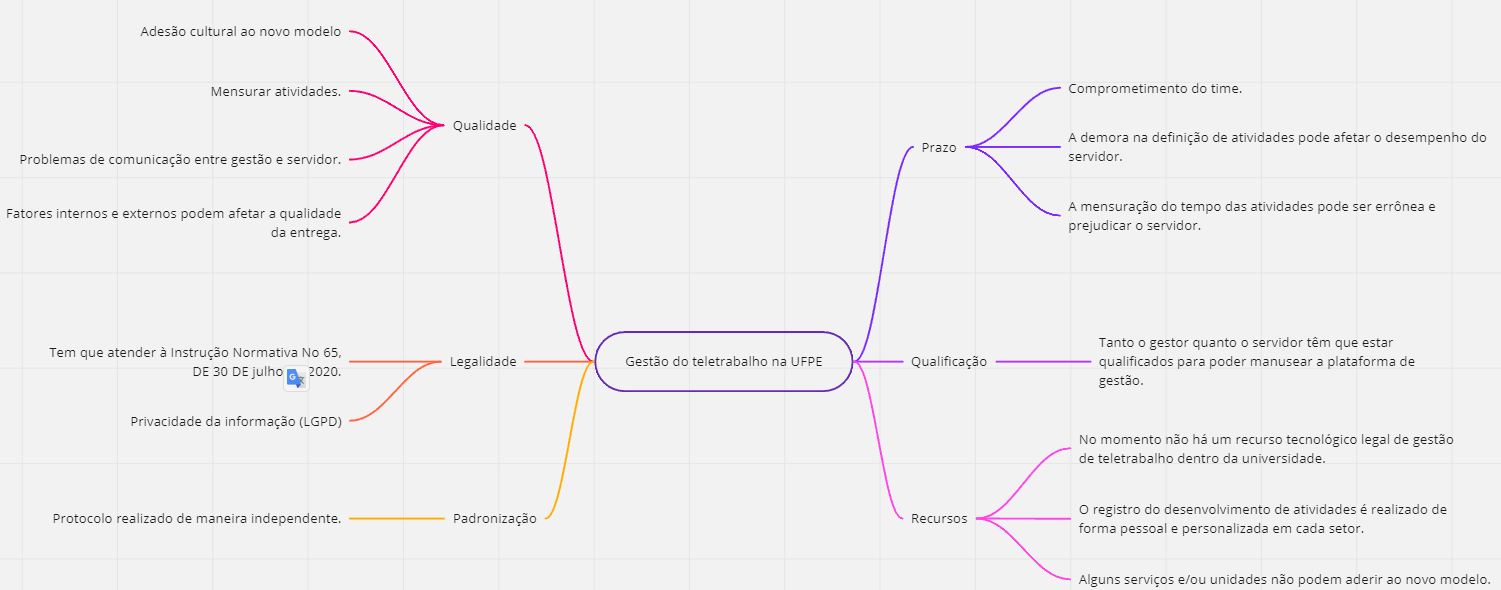 Adesão cultural ao novo modelo
Mensurar atividades.
Qualidade
Problemas de comunicação entre gestão e servidor.
Fatores internos e externos podem afetar a qualidade
da entrega.
Tem que atender à Instrução Normativa No 65,
DE 30 DE julho 2020.
Legalidade
Privacidade da informação (LGPD)
Protocolo realizado de maneira independente.
Padronização
Gestão do teletrabalho na UFPE
Prazo
Comprometimento do time.
A demora na definição de atividades pode afetar o desempenho do
servidor.
A mensuração do tempo das atividades pode ser errônea e
prejudicar o servidor.
Qualificação
Tanto o gestor quanto o servidor têm que estar
qualificados para poder manusear a plataforma de
gestão.
Recursos
No momento não há um recurso tecnológico legal de gestão
de teletrabalho dentro da universidade.
O registro do desenvolvimento de atividades é realizado de
forma pessoal e personalizada em cada setor.
Alguns serviços e/ou unidades não podem aderir ao novo modelo.